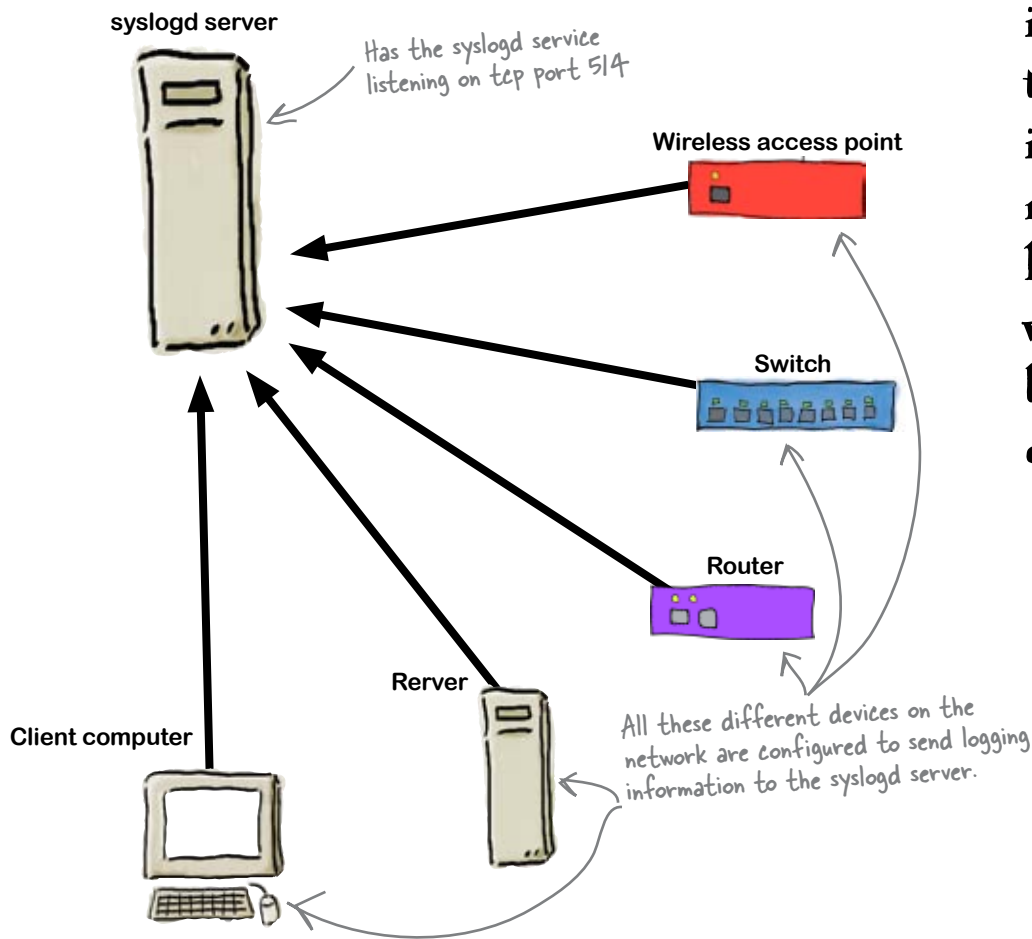 syslogd server
Has the syslogd service
listening on tcp port 514
Wireless access point
Switch
Router
Rerver
Client computer
All these different devices on the
network are configured to send logging
information to the syslogd server.